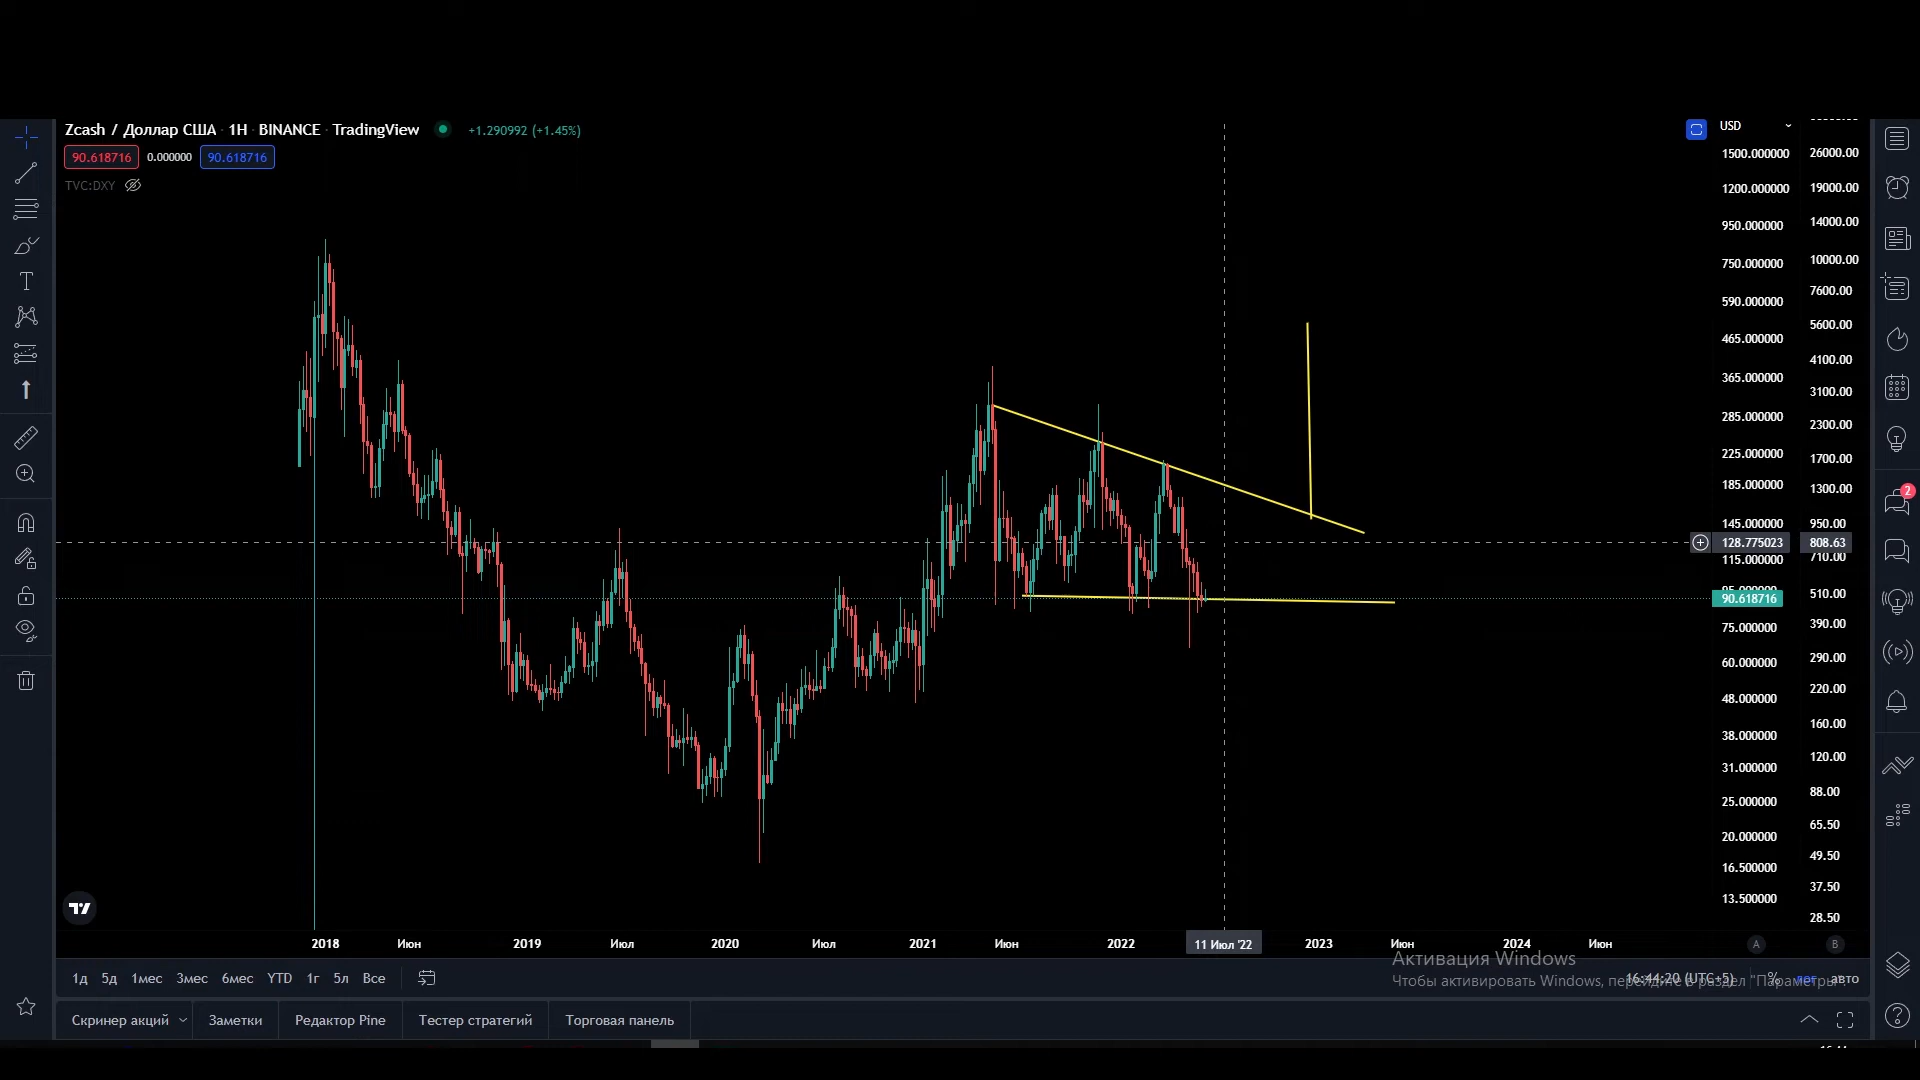 Zcash / Доллар США · 1Н · BINANCE · TradingView +1.290992 (+1.45%)
90.618716 0.000000 90.618716
TVC:DXY
USD
1500.000000 26000.00
1200.000000 19000.00
950.000000 14000.00
750.000000 10000.00
590.000000 7600.00
465.000000 5600.00
365.000000 4100.00
285.000000 3100.00
225.000000 2300.00
185.000000 1700.00
145.000000 1300.00
128.775023 950.00
115.000000 808.63
90.618716 710.00
75.000000 510.00
60.000000 390.00
48.000000 290.00
38.000000 220.00
31.000000 160.00
25.000000 120.00
20.000000 88.00
16.500000 65.50
13.500000 49.50
37.50
28.50
2
2018 Июн 2019 Июл 2020 Июл 2021 Июн 2022 11 Июл '22 2023 Июн 2024 Июн A B
Активация Windows
1д 5д 1мес 3мес 6мес YTD 1г 5л Все 16:44:20 (UTC+5) % лог авто
Чтобы активировать Windows, перейдите в раздел "Параметры".
Скринер акций Заметки Редактор Pine Тестер стратегий Торговая панель